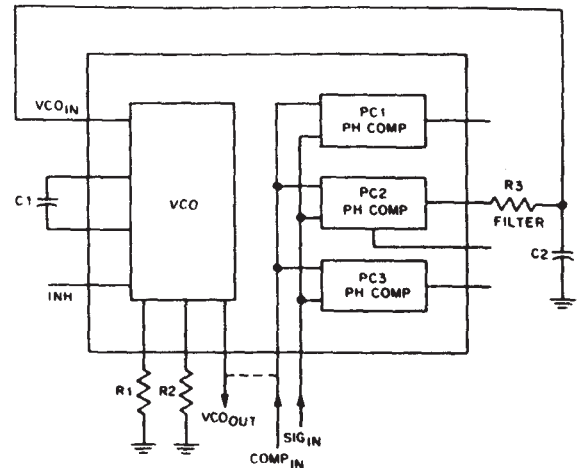 VCOIN
PC1
PH COMP
C1
VCO
PC2
PH COMP
R3
FILTER
C2
INH
PC3
PH COMP
R1
R2
VCOOUT
SIGIN
COMPIN